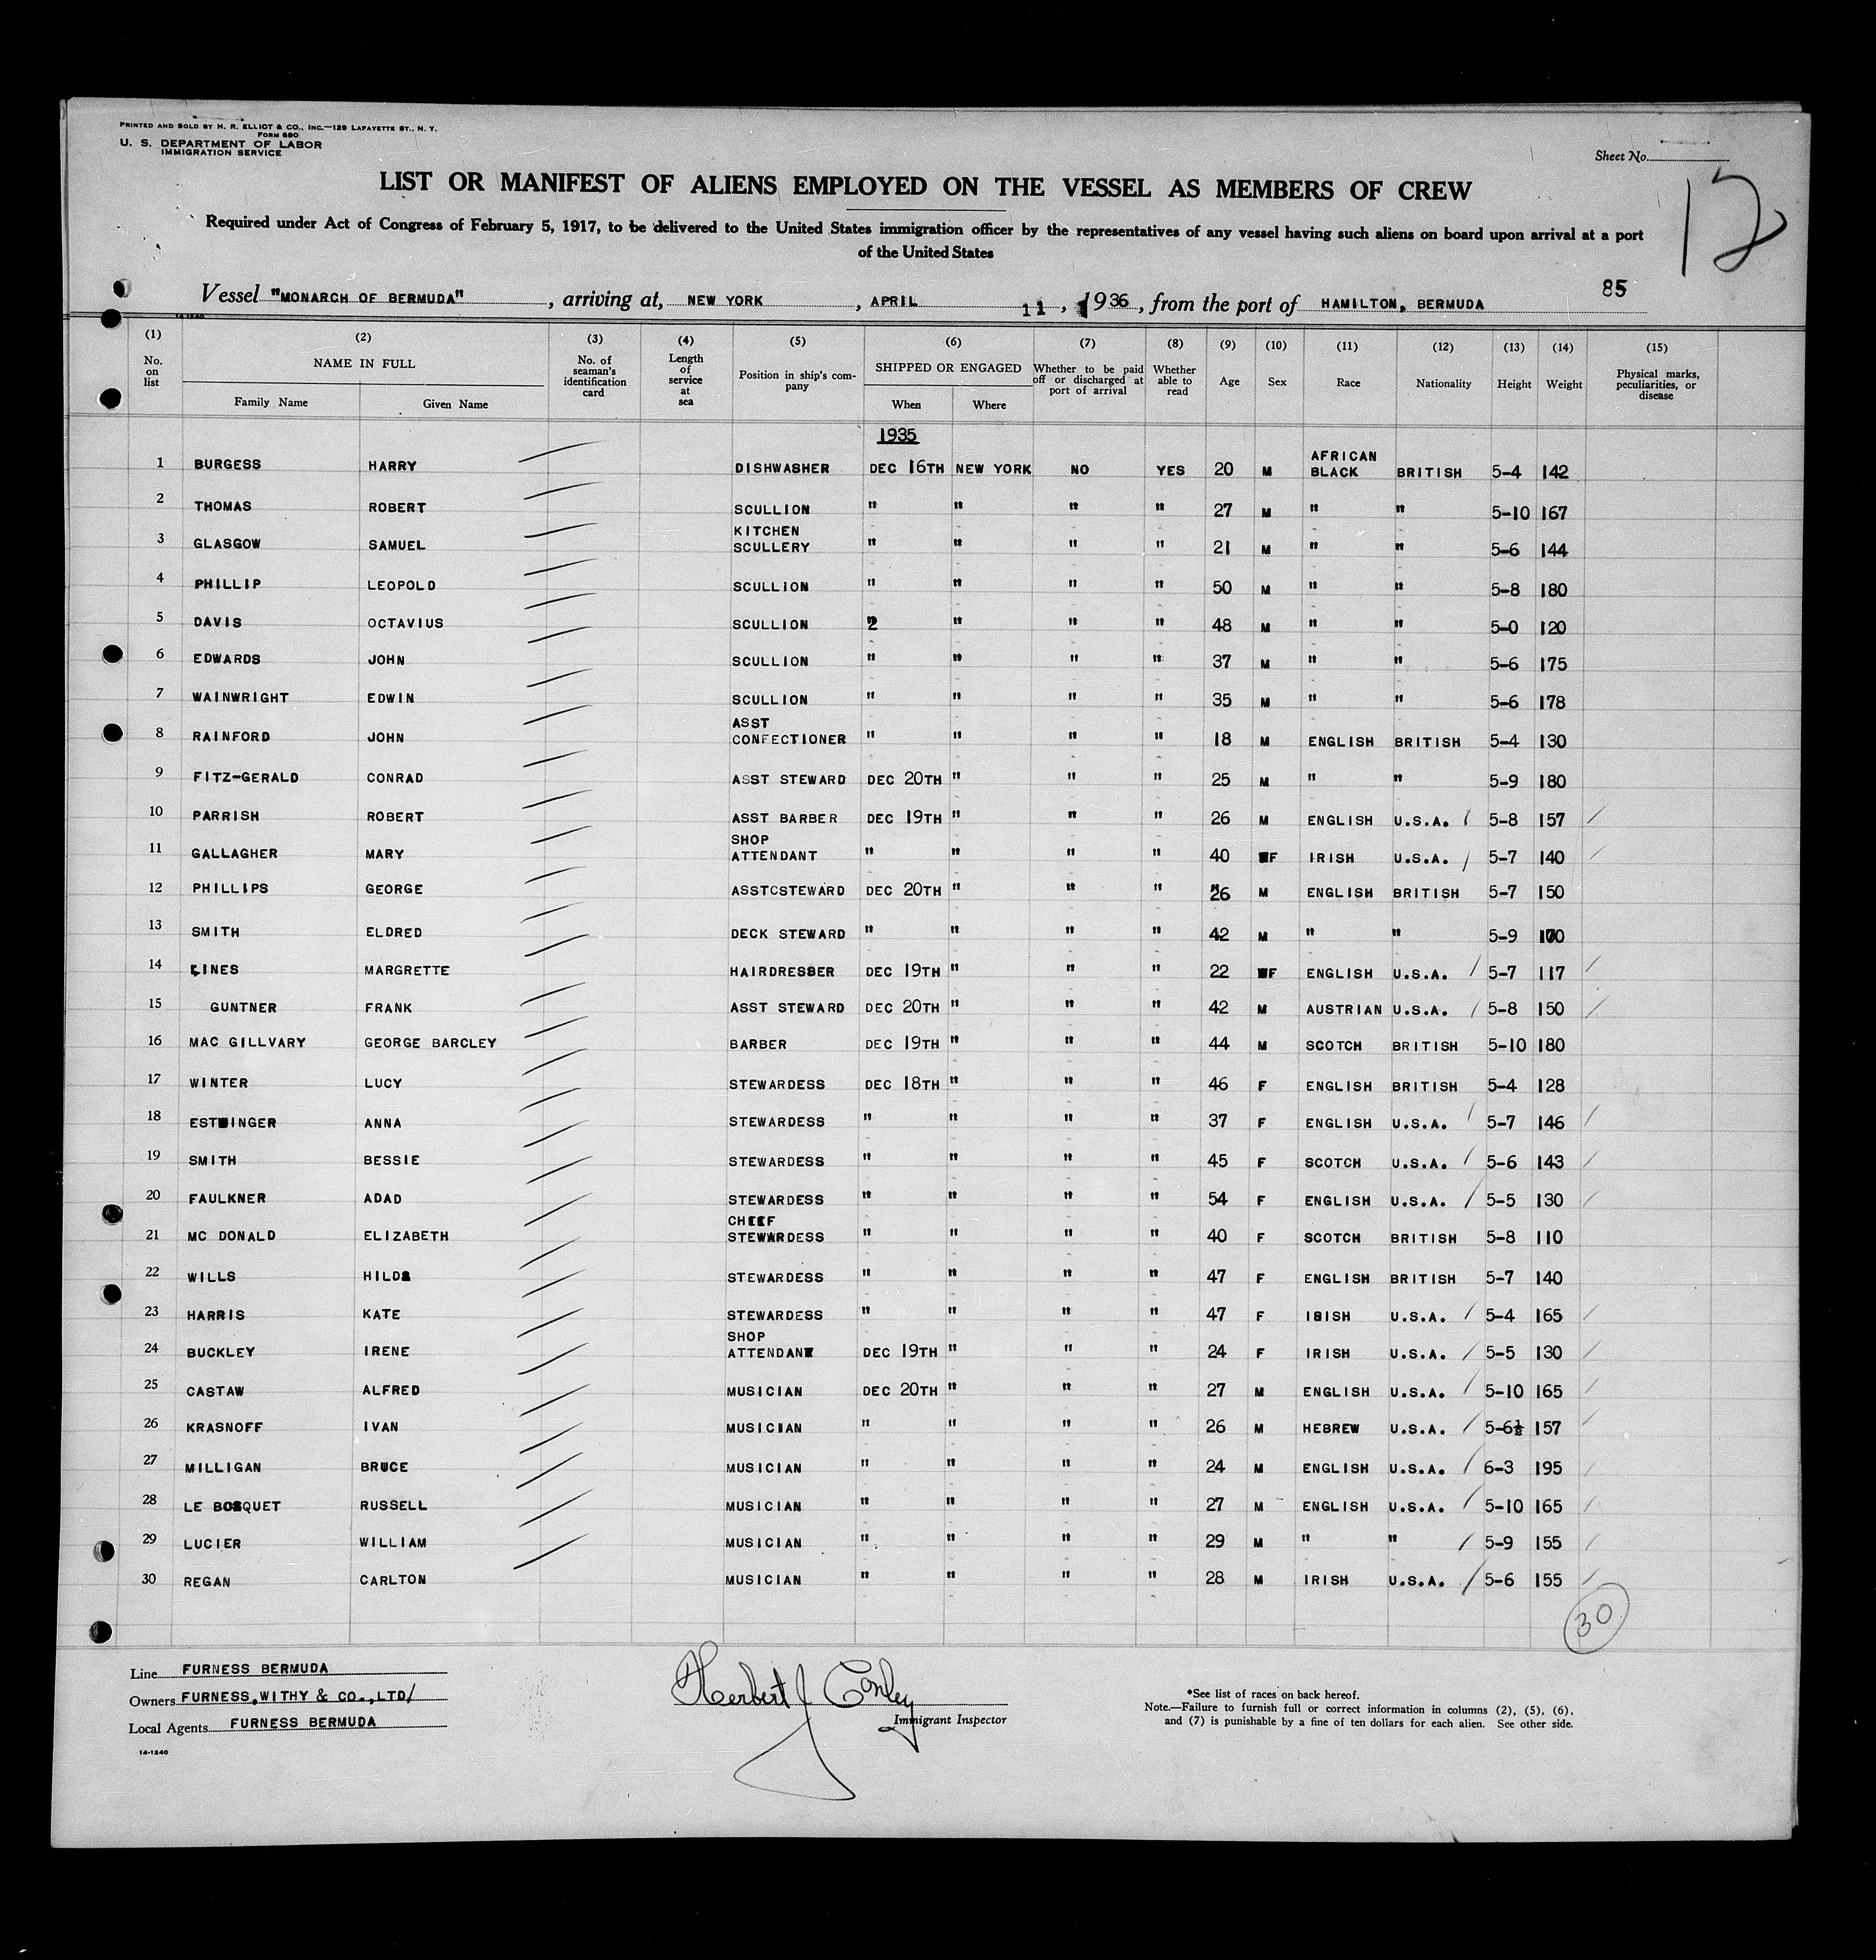 PRINTED AND SOLD BY H. R. ELLIOT & CO., INC.—129 LAFAYETTE ST., N. Y.
FORM 680
U. S. DEPARTMENT OF LABOR
IMMIGRATION SERVICE
Sheet No.
12
LIST OR MANIFEST OF ALIENS EMPLOYED ON THE VESSEL AS MEMBERS OF CREW
Required under Act of Congress of February 5, 1917, to be delivered to the United States immigration officer by the representatives of any vessel having such aliens on board upon arrival at a port
of the United States
85
Vessel "MONARCH OF BERMUDA", arriving at, NEW YORK, APRIL 11, 1936, from the port of HAMILTON, BERMUDA
14-1240
(1) (2) (3) (4) (5) (6) (7) (8) (9) (10) (11) (12) (13) (14) (15)
No. on list NAME IN FULL Family Name Given Name No. of seaman's identification card Length of service at sea Position in ship's company SHIPPED OR ENGAGED When Where Whether to be paid off or discharged at port of arrival Whether able to read Age Sex Race Nationality Height Weight Physical marks, peculiarities, or disease
1935
1 BURGESS HARRY DISHWASHER DEC 16TH NEW YORK NO YES 20 M AFRICAN BLACK BRITISH 5-4 142
2 THOMAS ROBERT SCULLION " " " " 27 M " " 5-10 167
3 GLASGOW SAMUEL KITCHEN SCULLERY " " " " 21 M " " 5-6 144
4 PHILLIP LEOPOLD SCULLION " " " " 50 M " " 5-8 180
5 DAVIS OCTAVIUS SCULLION " " " " 48 M " " 5-0 120
6 EDWARDS JOHN SCULLION " " " " 37 M " " 5-6 175
7 WAINWRIGHT EDWIN SCULLION " " " " 35 M " " 5-6 178
8 RAINFORD JOHN ASST CONFECTIONER " " " " 18 M ENGLISH BRITISH 5-4 130
9 FITZ-GERALD CONRAD ASST STEWARD DEC 20TH " " " 25 M " " 5-9 180
10 PARRISH ROBERT ASST BARBER DEC 19TH " " " 26 M ENGLISH U.S.A. 5-8 157
11 GALLAGHER MARY SHOP ATTENDANT " " " " 40 F IRISH U.S.A. 5-7 140
12 PHILLIPS GEORGE ASSTCSTEWARD DEC 20TH " " " 26 M ENGLISH BRITISH 5-7 150
13 SMITH ELDRED DECK STEWARD " " " " 42 M " " 5-9
14 LINES MARGRETTE HAIRDRESSER DEC 19TH " " " 22 F ENGLISH U.S.A. 5-7 117
15 GUNTNER FRANK ASST STEWARD DEC 20TH " " " 42 M AUSTRIAN U.S.A. 5-8 150
16 MAC GILLVARY GEORGE BARCLEY BARBER DEC 19TH " " " 44 M SCOTCH BRITISH 5-10 180
17 WINTER LUCY STEWARDESS DEC 18TH " " " 46 F ENGLISH BRITISH 5-4 128
18 ANNA STEWARDESS " " " " 37 F ENGLISH U.S.A. 5-7 146
19 SMITH BESSIE STEWARDESS " " " " 45 F SCOTCH U.S.A. 5-6 143
20 FAULKNER ADAD STEWARDESS " " " " 54 F ENGLISH U.S.A. 5-5 130
21 MC DONALD ELIZABETH CHIEF STEWARDESS " " " " 40 F SCOTCH BRITISH 5-8 110
22 WILLS HILDA STEWARDESS " " " " 47 F ENGLISH BRITISH 5-7 140
23 HARRIS KATE STEWARDESS " " " " 47 F IRISH U.S.A. 5-4 165
24 BUCKLEY IRENE SHOP ATTENDANT DEC 19TH " " " 24 F IRISH U.S.A. 5-5 130
25 CASTAW ALFRED MUSICIAN DEC 20TH " " " 27 M ENGLISH U.S.A. 5-10 165
26 KRASNOFF IVAN MUSICIAN " " " " 26 M HEBREW U.S.A. 5-6½ 157
27 MILLIGAN BRUCE MUSICIAN " " " " 24 M ENGLISH U.S.A. 6-3 195
28 LE BOSQUET RUSSELL MUSICIAN " " " " 27 M ENGLISH U.S.A. 5-10 165
29 LUCIER WILLIAM MUSICIAN " " " " 29 M " " 5-9 155
30 REGAN CARLTON MUSICIAN " " " " 28 M IRISH U.S.A. 5-6 155
30
Line FURNESS BERMUDA
Owners FURNESS, WITHY & CO., LTD/
Local Agents FURNESS BERMUDA
14-1240
Herbert J Conley
Immigrant Inspector
*See list of races on back hereof.
Note.—Failure to furnish full or correct information in columns (2), (5), (6),
and (7) is punishable by a fine of ten dollars for each alien. See other side.